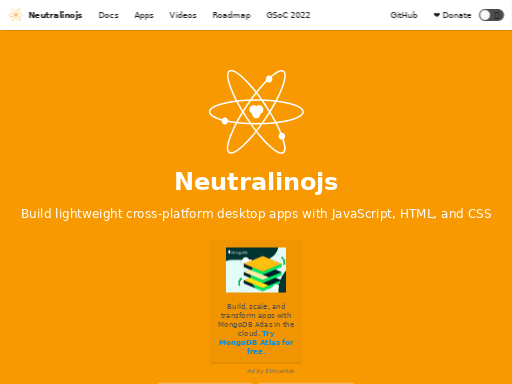 Neutralinojs Docs Apps Videos Roadmap GSoC 2022 GitHub ❤ Donate
Neutralinojs
Build lightweight cross-platform desktop apps with JavaScript, HTML, and CSS
MongoDB
Build, scale, and
transform apps with
MongoDB Atlas in the
cloud. Try
MongoDB Atlas for
free.
Ad by EthicalAds